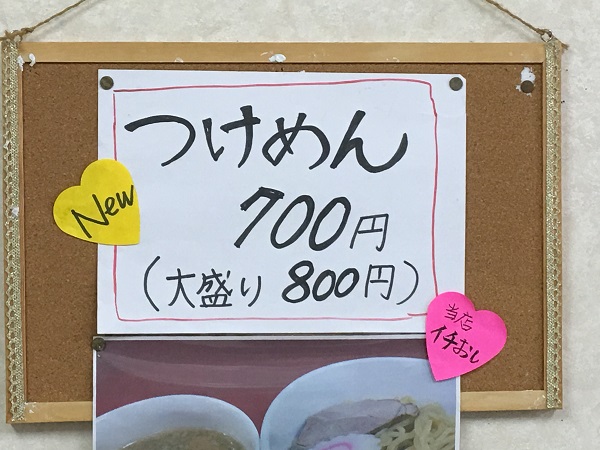 つけめん
New
700円
(大盛り 800円)
当店
イチおし